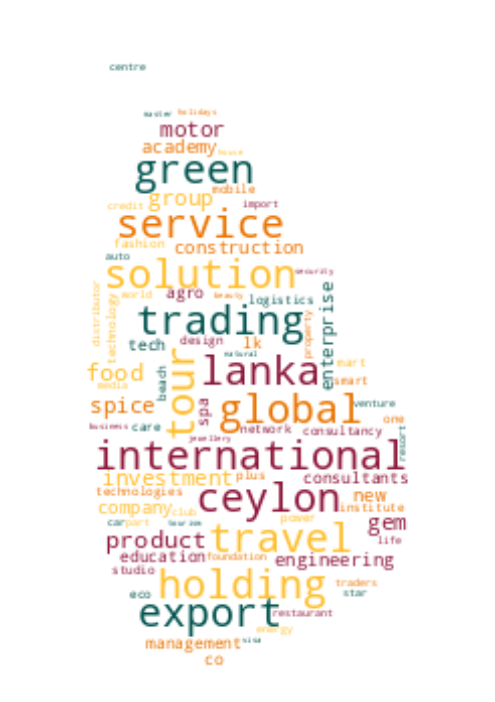 centre
master holidays
motor
academy house
green
mobile
group
credit import
service
fashion construction
auto
solution security
agro
world beauty logistics
distributor
technology
trading
enterprise
property
tech design lk
natural
lanka mart
food
media beach smart
tour
spice spa global venture
one
business care network consultancy
jewellery resort
international
investment plus consultants
technologies ceylon new
company club institute
car part tourism power gem
product travel life
education foundation engineering
studio
holding traders
eco star
export restaurant
energy
management visa
co